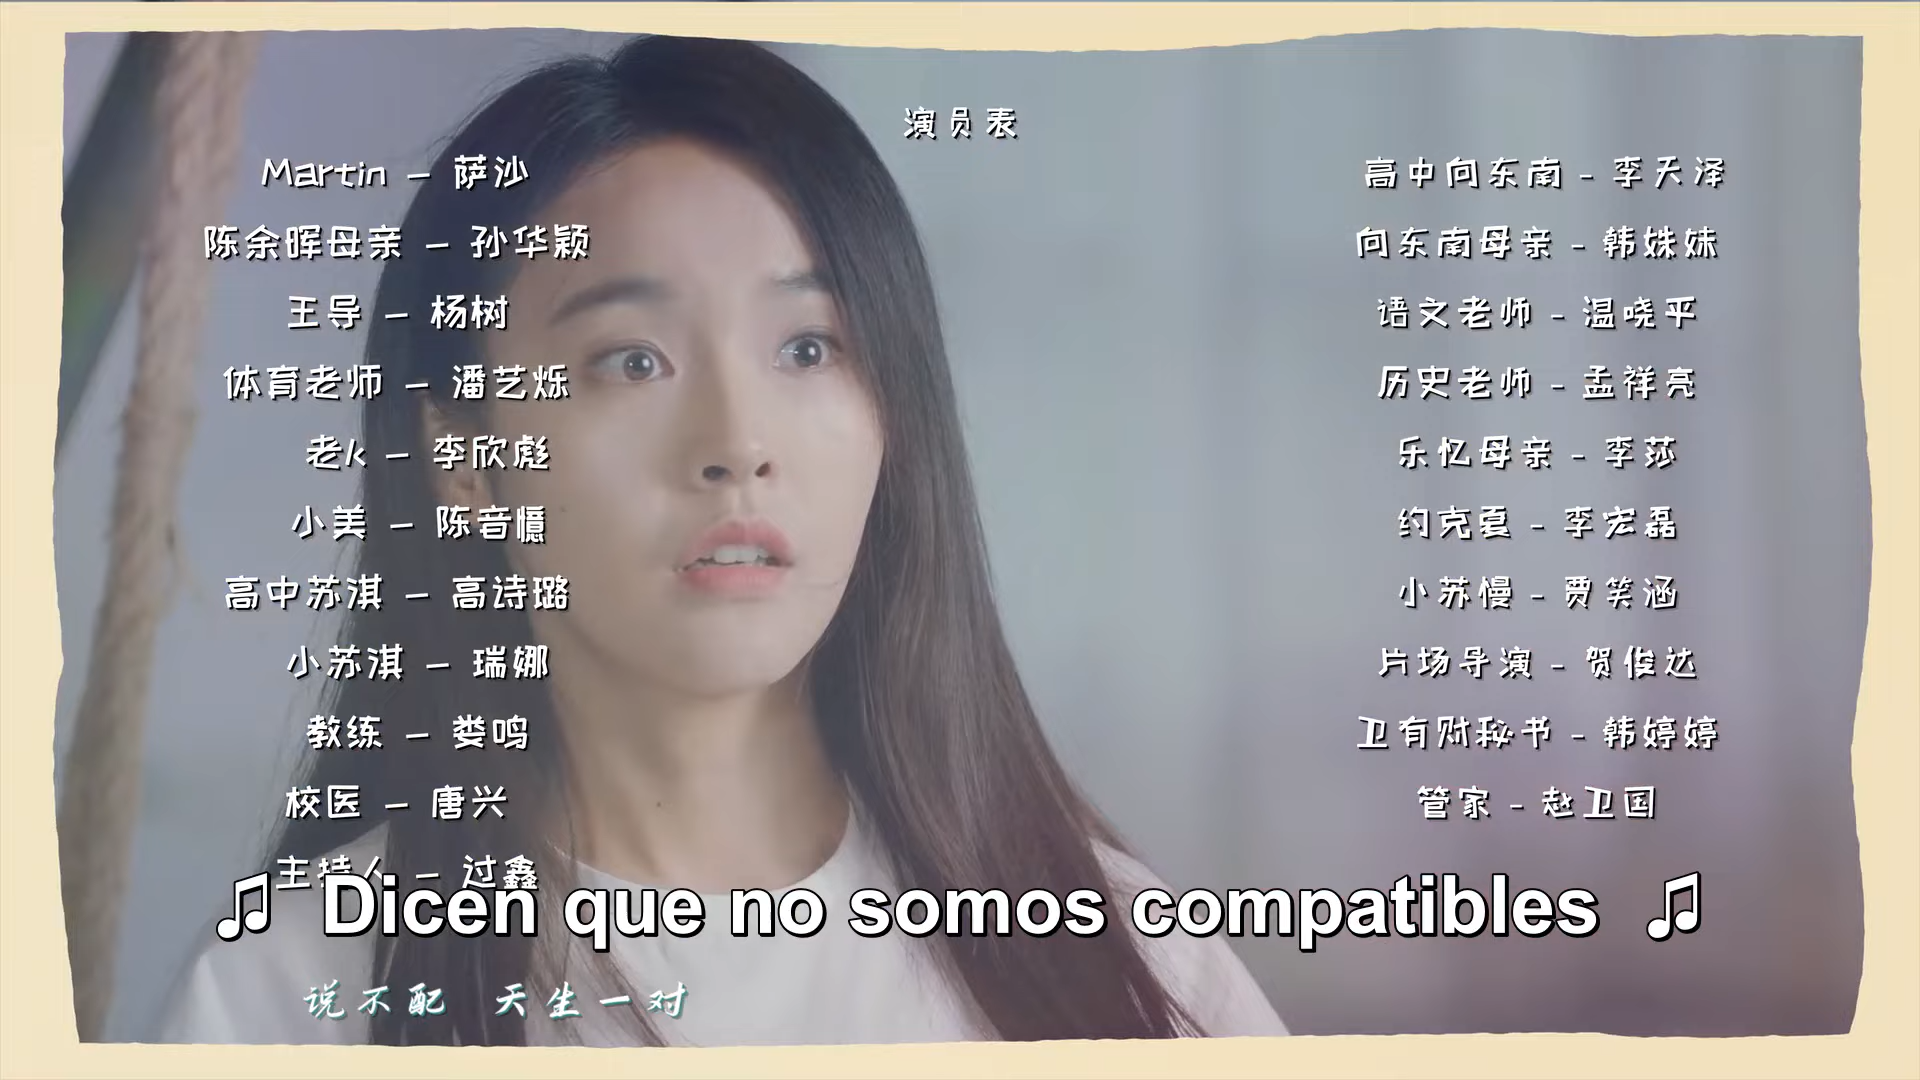 演员表
Martin - 萨沙
陈余晖母亲 - 孙华颖
王导 - 杨树
体育老师 - 潘艺烁
老k - 李欣彪
小美 - 陈音憶
高中苏淇 - 高诗璐
小苏淇 - 瑞娜
教练 - 娄鸣
校医 - 唐兴
主持人 - 过鑫
高中向东南 - 李天泽
向东南母亲 - 韩姝妹
语文老师 - 温晓平
历史老师 - 孟祥亮
乐忆母亲 - 李莎
约克夏 - 李宏磊
小苏慢 - 贾笑涵
片场导演 - 贺俊达
卫有财秘书 - 韩婷婷
管家 - 赵卫国
♫ Dicen que no somos compatibles ♫
说不配 天生一对